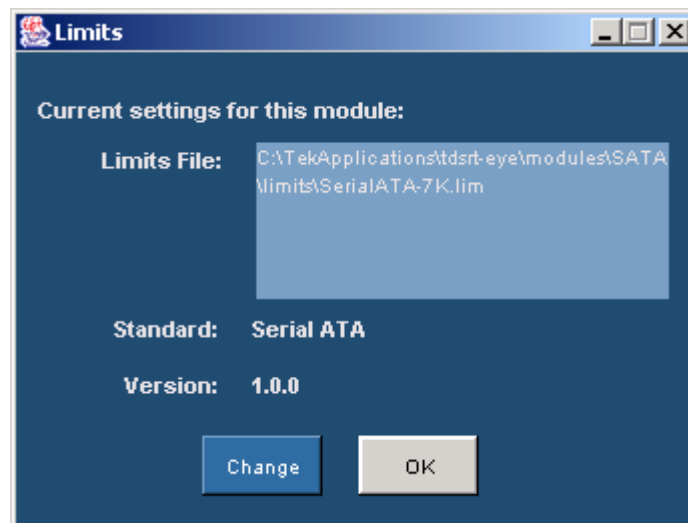 Limits
Current settings for this module:
Limits File: C:\TekApplications\tdsrt-eye\modules\SATA
\limits\SerialATA-7K.lim
Standard: Serial ATA
Version: 1.0.0
Change OK